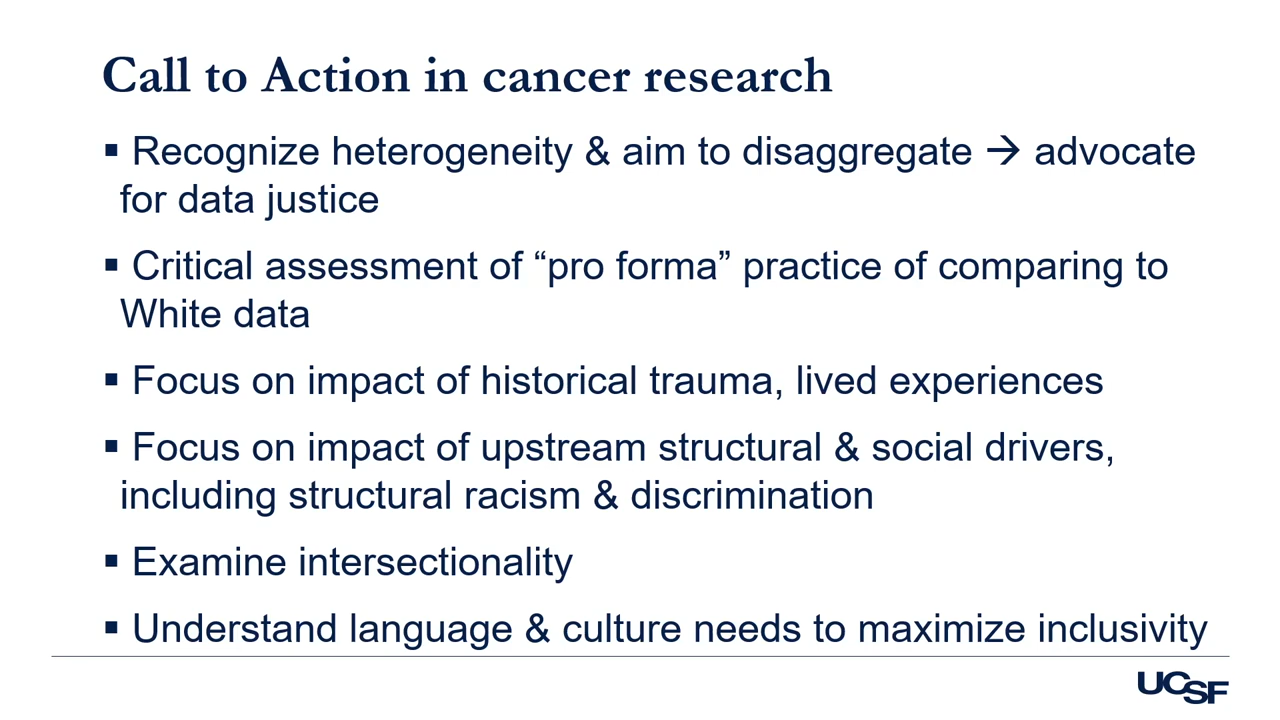 Call to Action in cancer research
▪ Recognize heterogeneity & aim to disaggregate → advocate
for data justice
▪ Critical assessment of “pro forma” practice of comparing to
White data
▪ Focus on impact of historical trauma, lived experiences
▪ Focus on impact of upstream structural & social drivers,
including structural racism & discrimination
▪ Examine intersectionality
▪ Understand language & culture needs to maximize inclusivity
UCSF